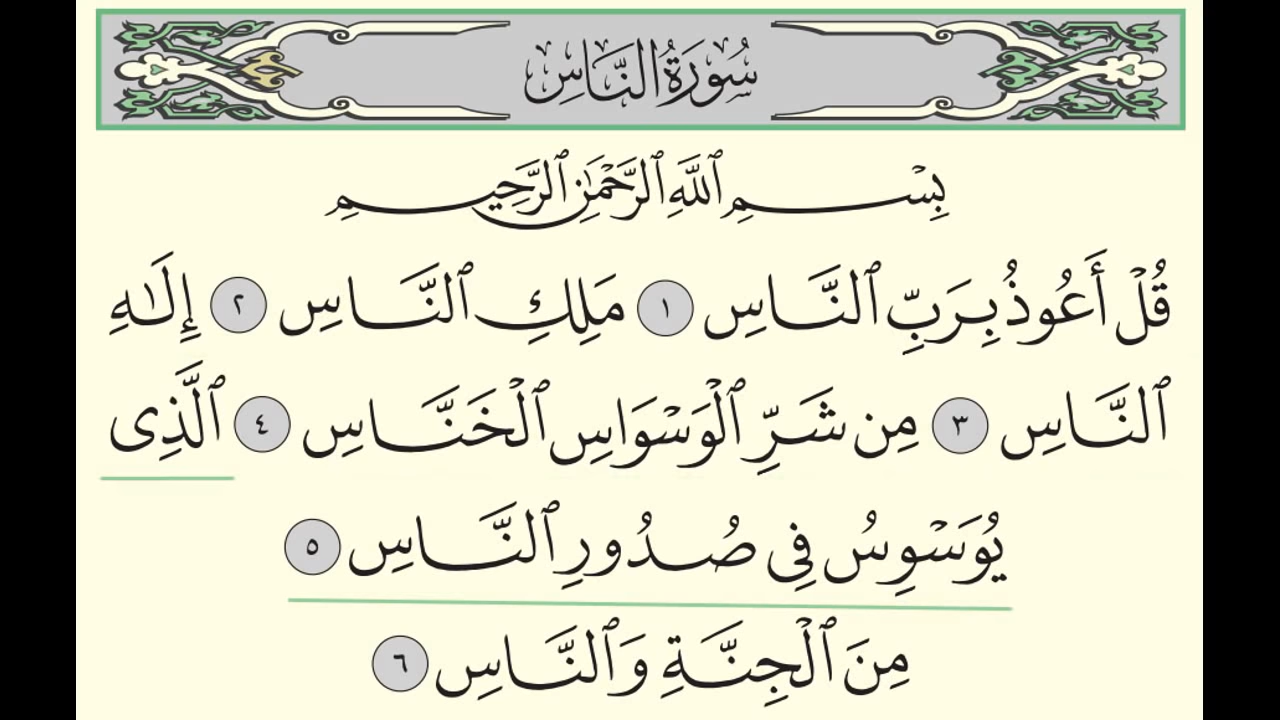 سُورَةُ النَّاسِ
بِسْمِ ٱللَّهِ ٱلرَّحْمَٰنِ ٱلرَّحِيمِ
قُلْ أَعُوذُ بِرَبِّ ٱلنَّاسِ ١ مَلِكِ ٱلنَّاسِ ٢ إِلَٰهِ
ٱلنَّاسِ ٣ مِن شَرِّ ٱلْوَسْوَاسِ ٱلْخَنَّاسِ ٤ ٱلَّذِى
يُوَسْوِسُ فِى صُدُورِ ٱلنَّاسِ ٥
مِنَ ٱلْجِنَّةِ وَٱلنَّاسِ ٦